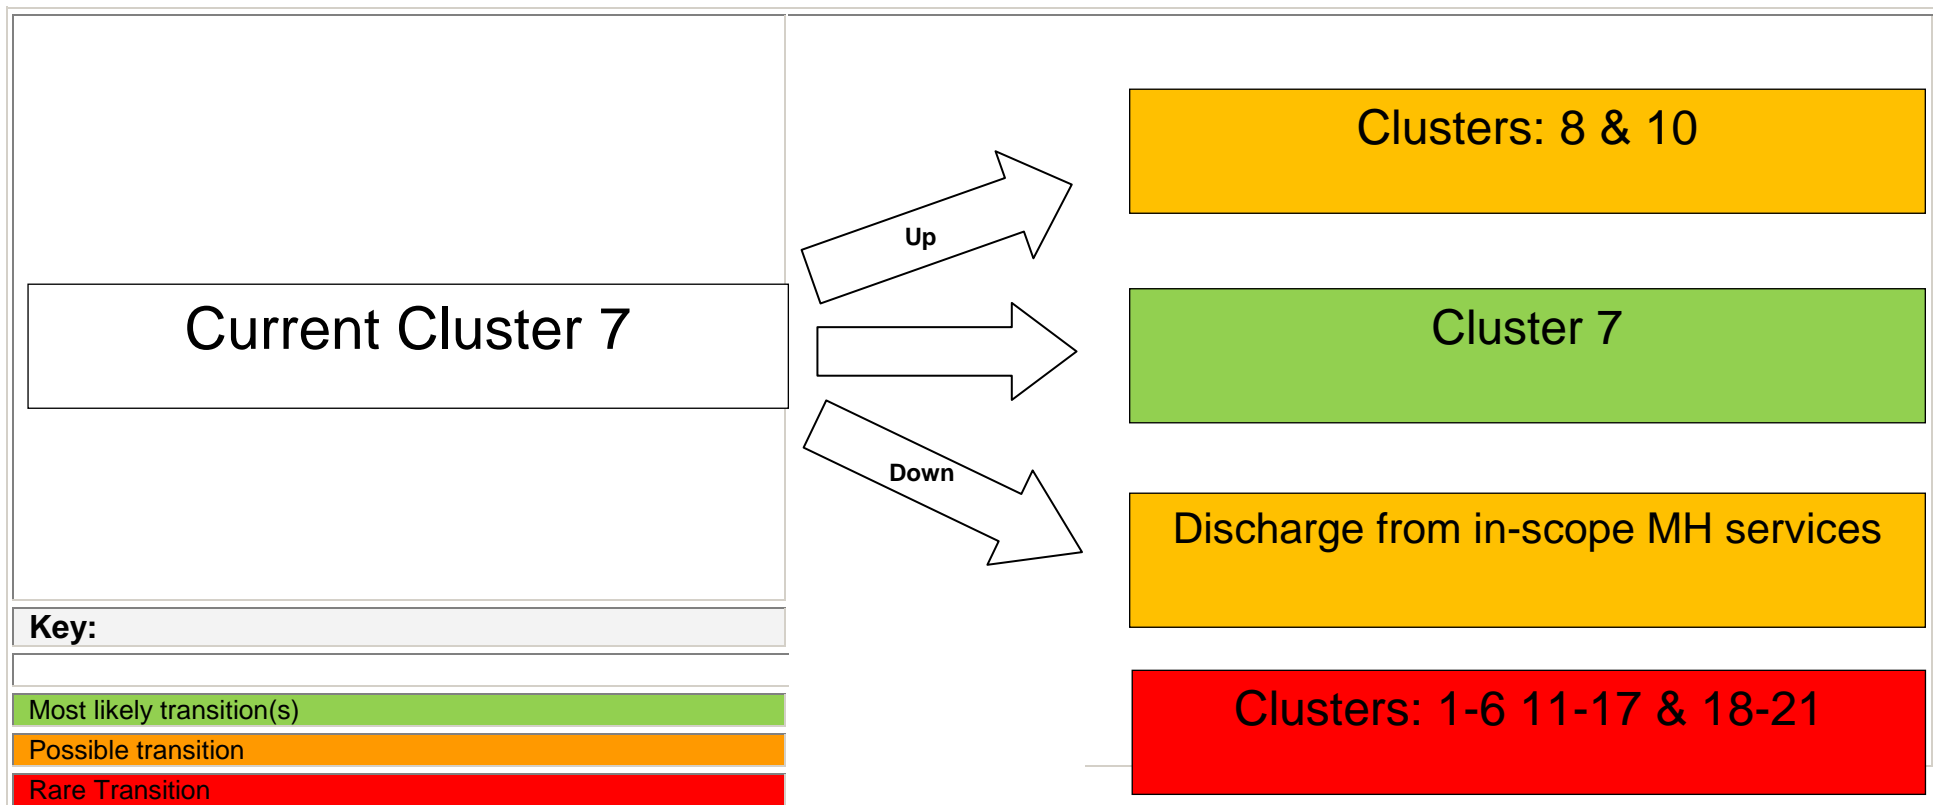 Current Cluster 7
Up
Down
Clusters: 8 & 10
Cluster 7
Discharge from in-scope MH services
Clusters: 1-6 11-17 & 18-21
Key:
Most likely transition(s)
Possible transition
Rare Transition